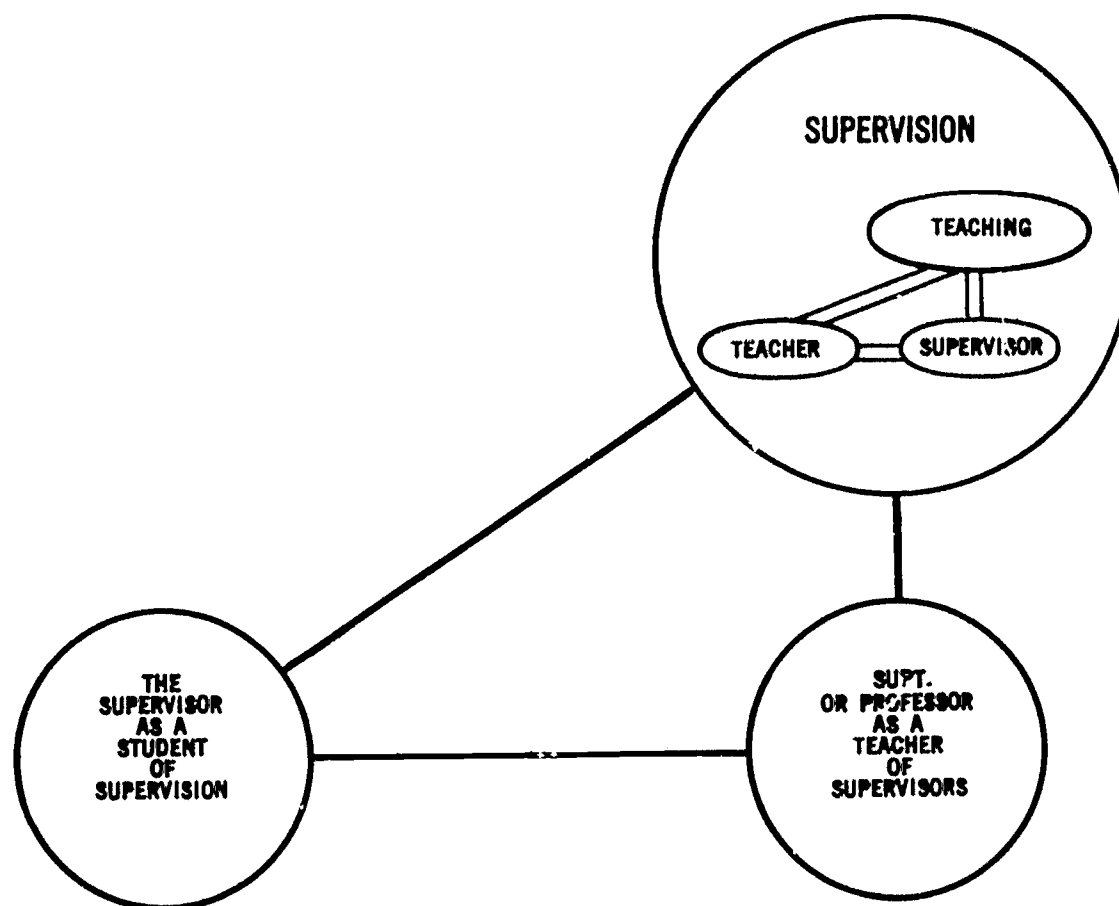 SUPERVISION
TEACHING
TEACHER
SUPERVISOR
THE
SUPERVISOR
AS A
STUDENT
OF
SUPERVISION
SUPT.
OR PROFESSOR
AS A
TEACHER
OF
SUPERVISORS